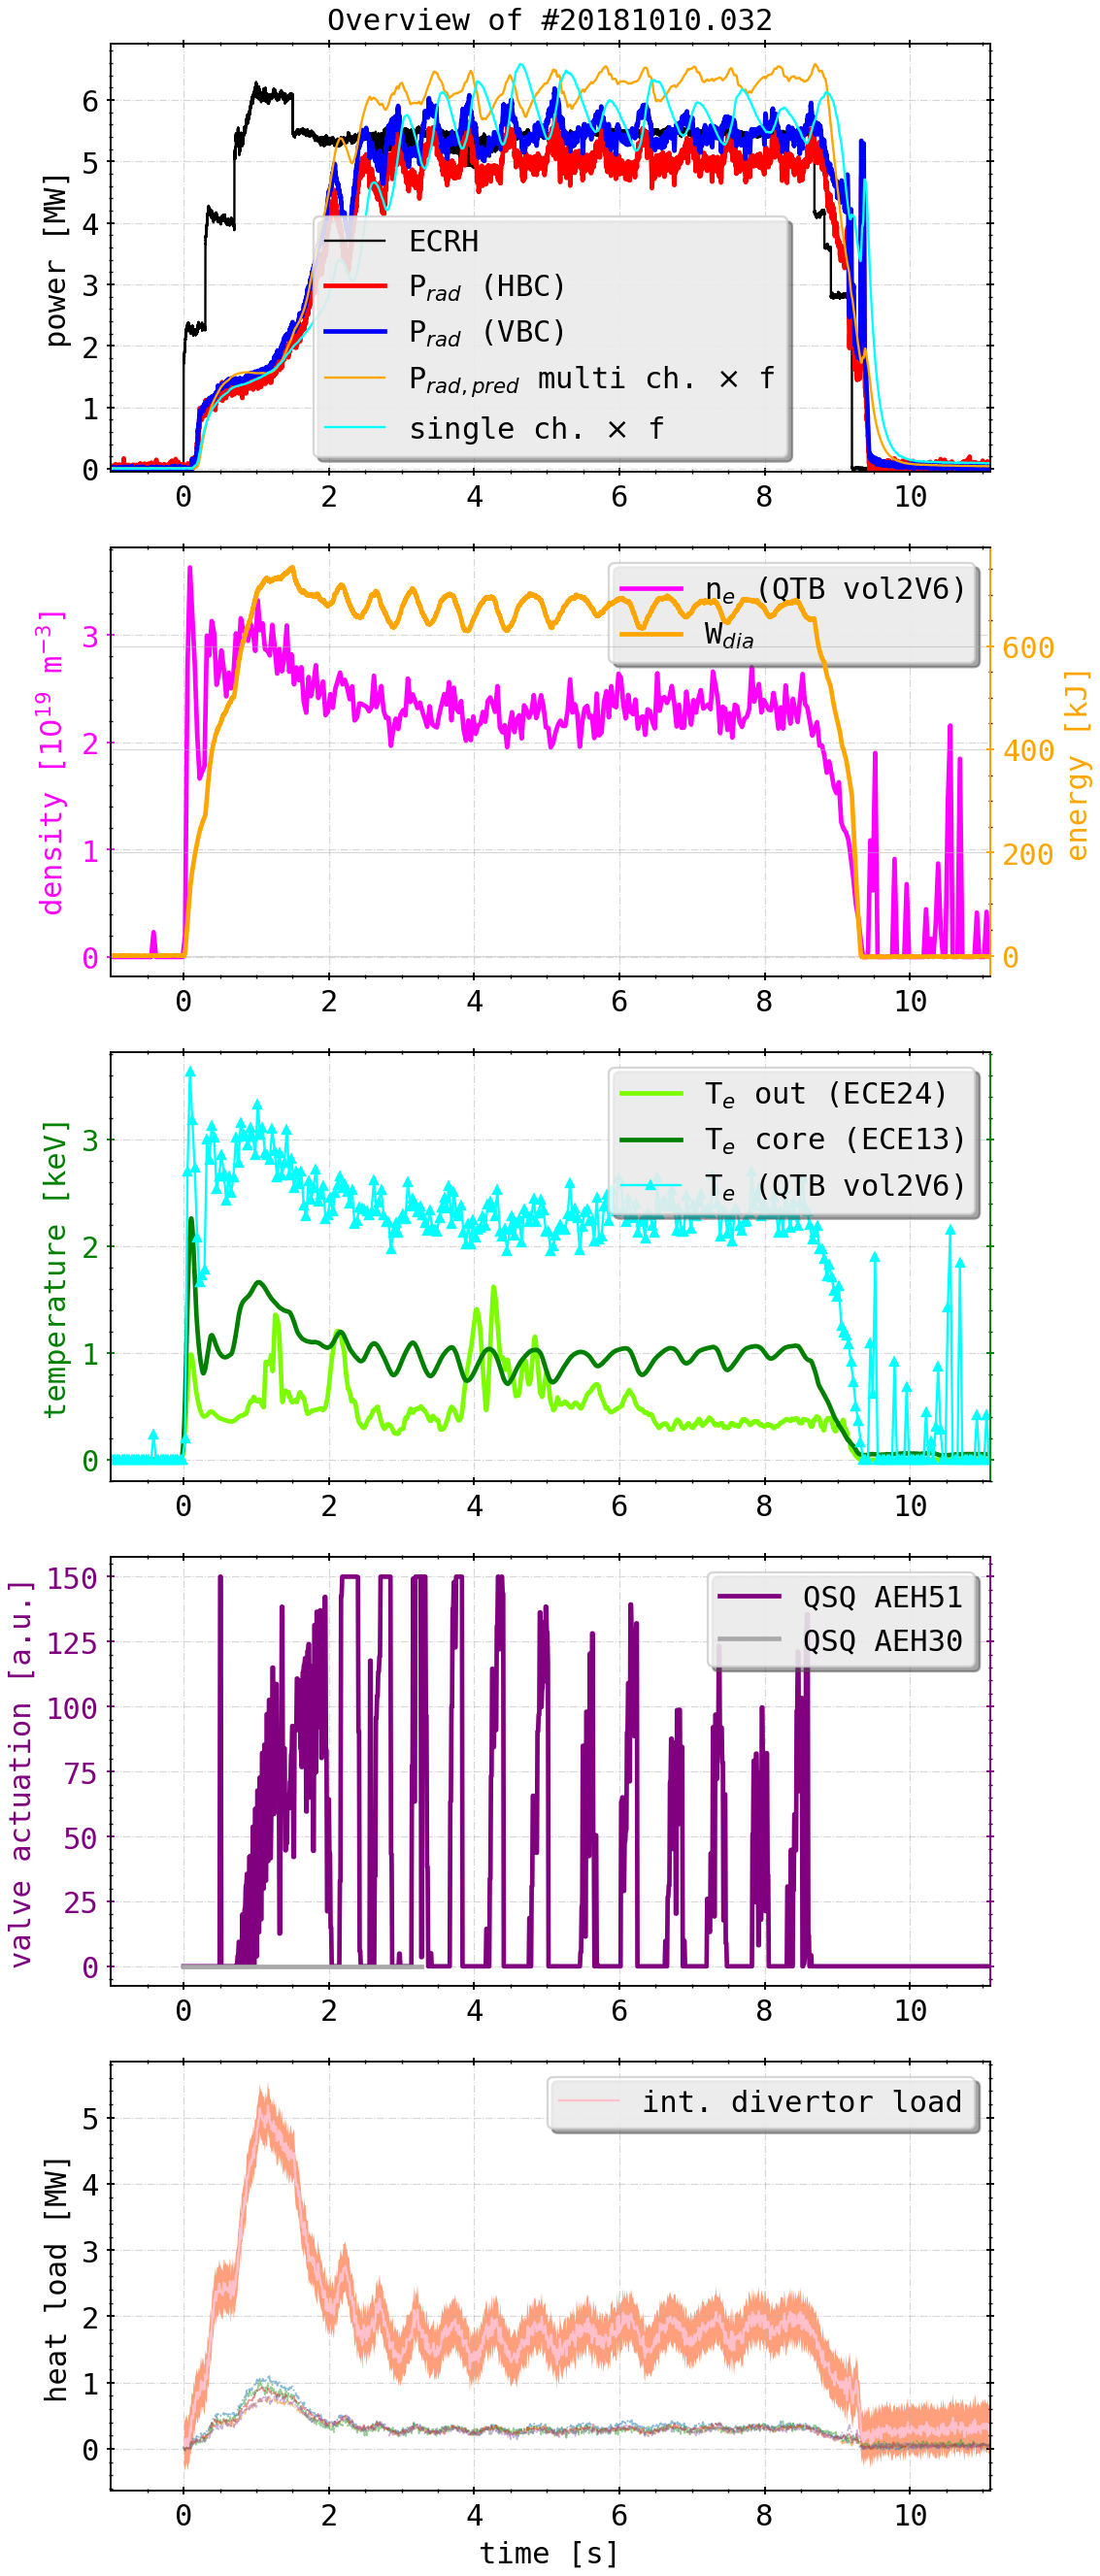 Overview of #20181010.032
power [MW]
6
5
4
3
2
1
0
ECRH
P_rad (HBC)
P_rad (VBC)
P_rad,pred multi ch. × f
single ch. × f
0 2 4 6 8 10
density [10^19 m^-3]
3
2
1
0
n_e (QTB vol2V6)
W_dia
600
400
200
0
energy [kJ]
0 2 4 6 8 10
temperature [keV]
3
2
1
0
T_e out (ECE24)
T_e core (ECE13)
T_e (QTB vol2V6)
0 2 4 6 8 10
valve actuation [a.u.]
150
125
100
75
50
25
0
QSQ AEH51
QSQ AEH30
0 2 4 6 8 10
heat load [MW]
5
4
3
2
1
0
int. divertor load
0 2 4 6 8 10
time [s]